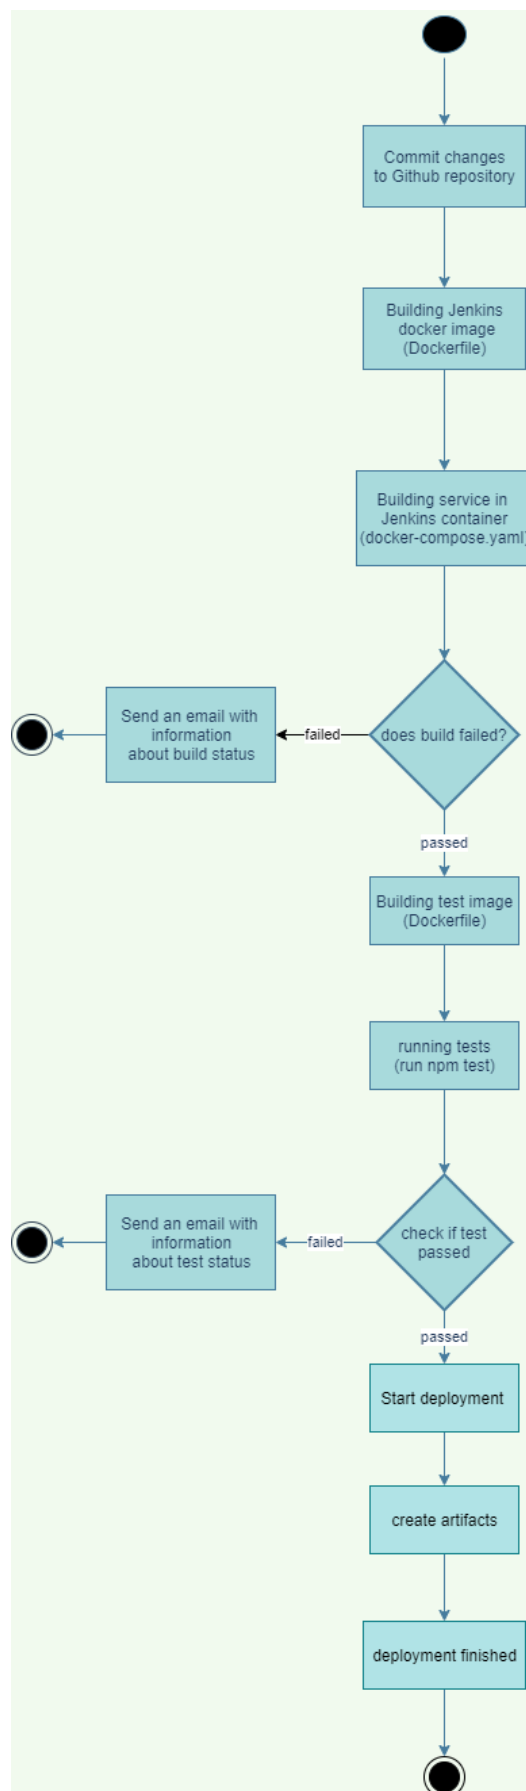 Commit changes
to Github repository
Building Jenkins
docker image
(Dockerfile)
Building service in
Jenkins container
(docker-compose.yaml)
Send an email with
information
about build status
failed
does build failed?
passed
Building test image
(Dockerfile)
running tests
(run npm test)
Send an email with
information
about test status
failed
check if test
passed
passed
Start deployment
create artifacts
deployment finished